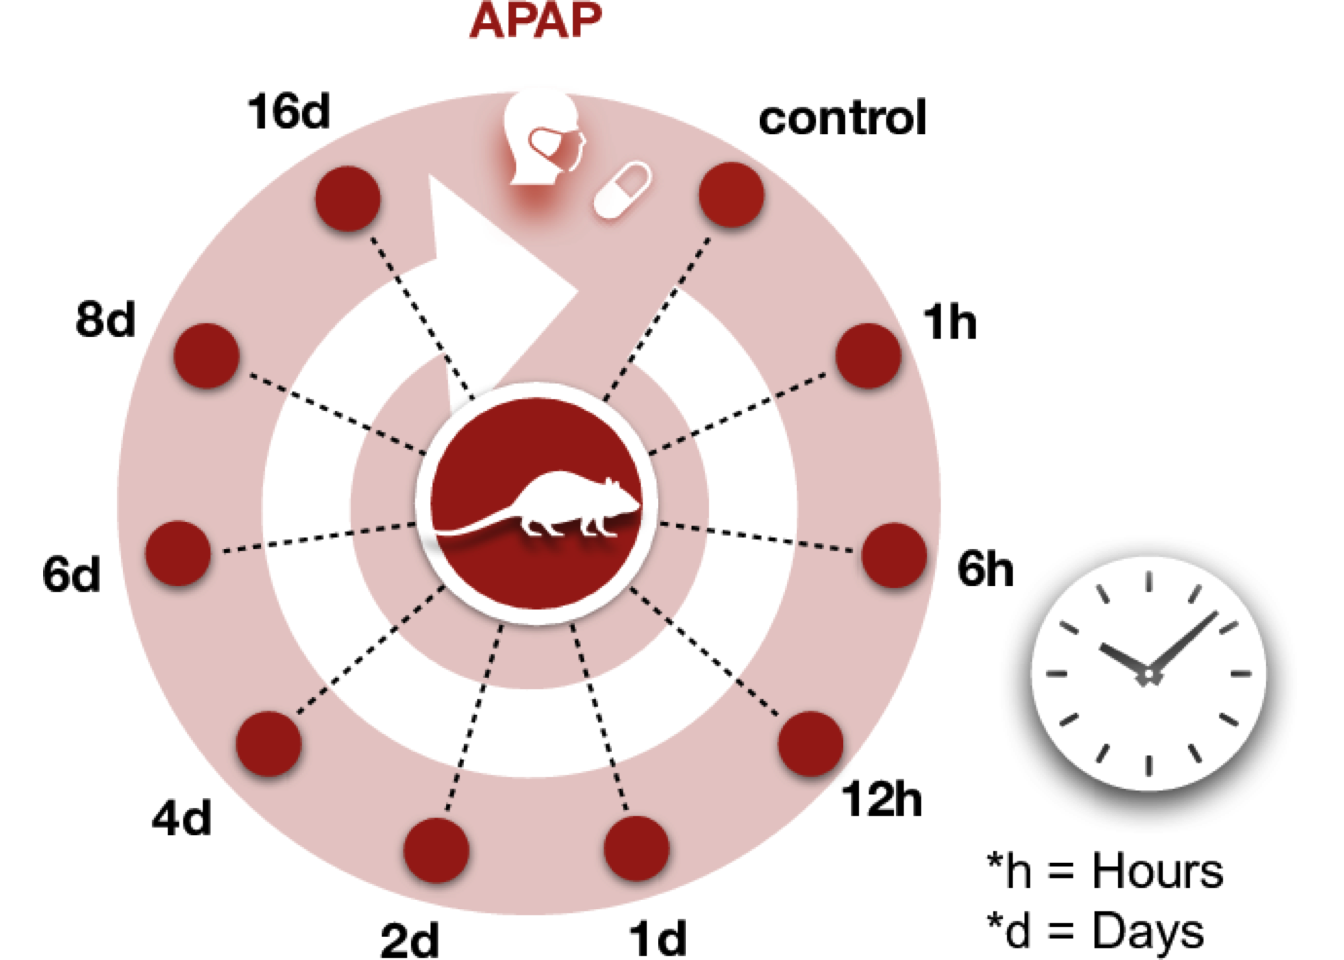 APAP
control
1h
6h
12h
1d
2d
4d
6d
8d
16d
*h = Hours
*d = Days